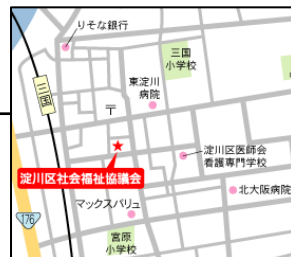 りそな銀行
三国
小学校
三国
東淀川
病院
〒
淀川区医師会
看護専門学校
淀川区社会福祉協議会
北大阪病院
マックスバリュ
176
宮原
小学校